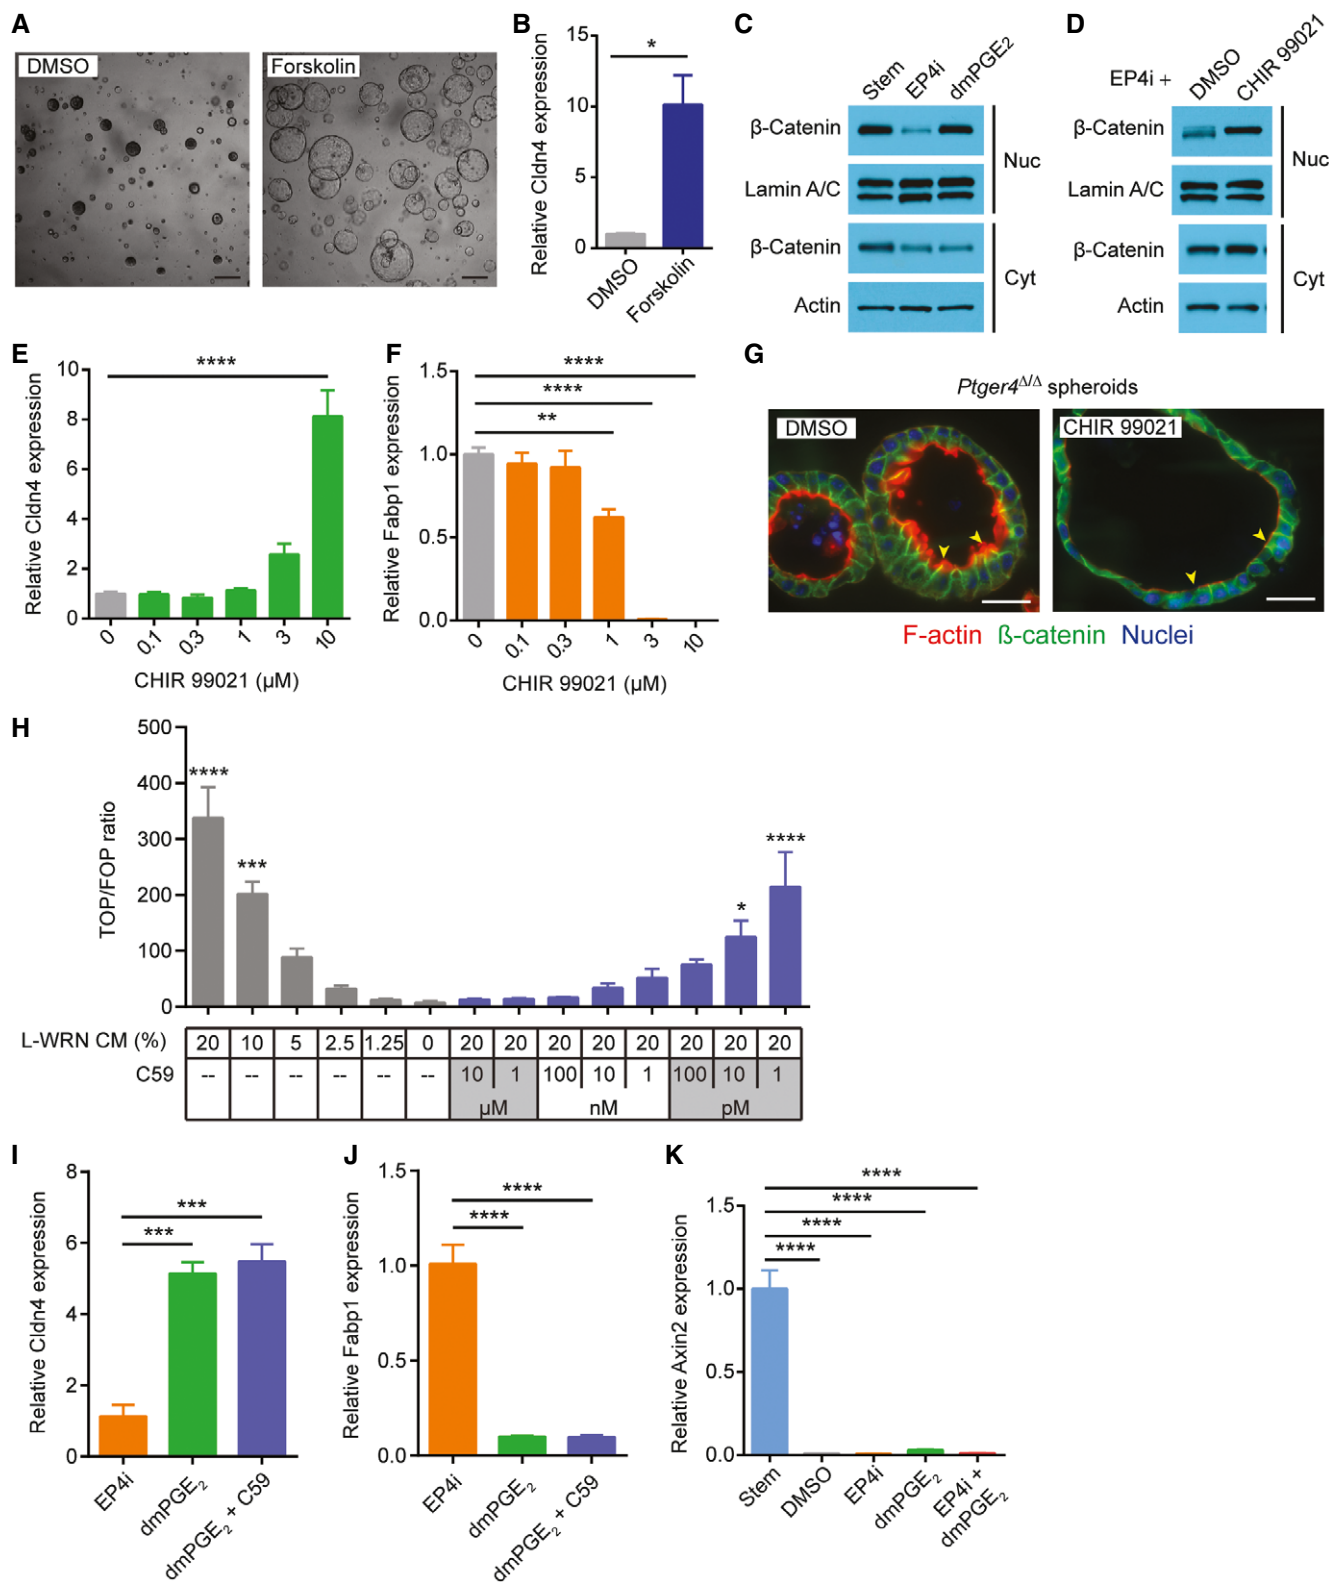 A
DMSO
Forskolin
B
Relative Cldn4 expression
15
10
5
0
*
DMSO
Forskolin
C
Stem
EP4i
dmPGE2
β-Catenin
Lamin A/C
Nuc
β-Catenin
Actin
Cyt
D
EP4i +
DMSO
CHIR 99021
β-Catenin
Lamin A/C
Nuc
β-Catenin
Actin
Cyt
E
Relative Cldn4 expression
10
8
6
4
2
0
****
0
0.1
0.3
1
3
10
CHIR 99021 (μM)
F
Relative Fabp1 expression
1.5
1.0
0.5
0.0
****
****
**
0
0.1
0.3
1
3
10
CHIR 99021 (μM)
G
Ptger4Δ/Δ spheroids
DMSO
CHIR 99021
F-actin ß-catenin Nuclei
H
TOP/FOP ratio
500
400
300
200
100
0
****
***
*
****
L-WRN CM (%) 20 10 5 2.5 1.25 0 20 20 20 20 20 20 20 20
C59 -- -- -- -- -- -- 10 1 100 10 1 100 10 1
μM nM pM
I
Relative Cldn4 expression
8
6
4
2
0
***
***
EP4i
dmPGE2
dmPGE2 + C59
J
Relative Fabp1 expression
1.5
1.0
0.5
0.0
****
****
EP4i
dmPGE2
dmPGE2 + C59
K
Relative Axin2 expression
1.5
1.0
0.5
0.0
****
****
****
****
Stem
DMSO
EP4i
dmPGE2
EP4i +
dmPGE2